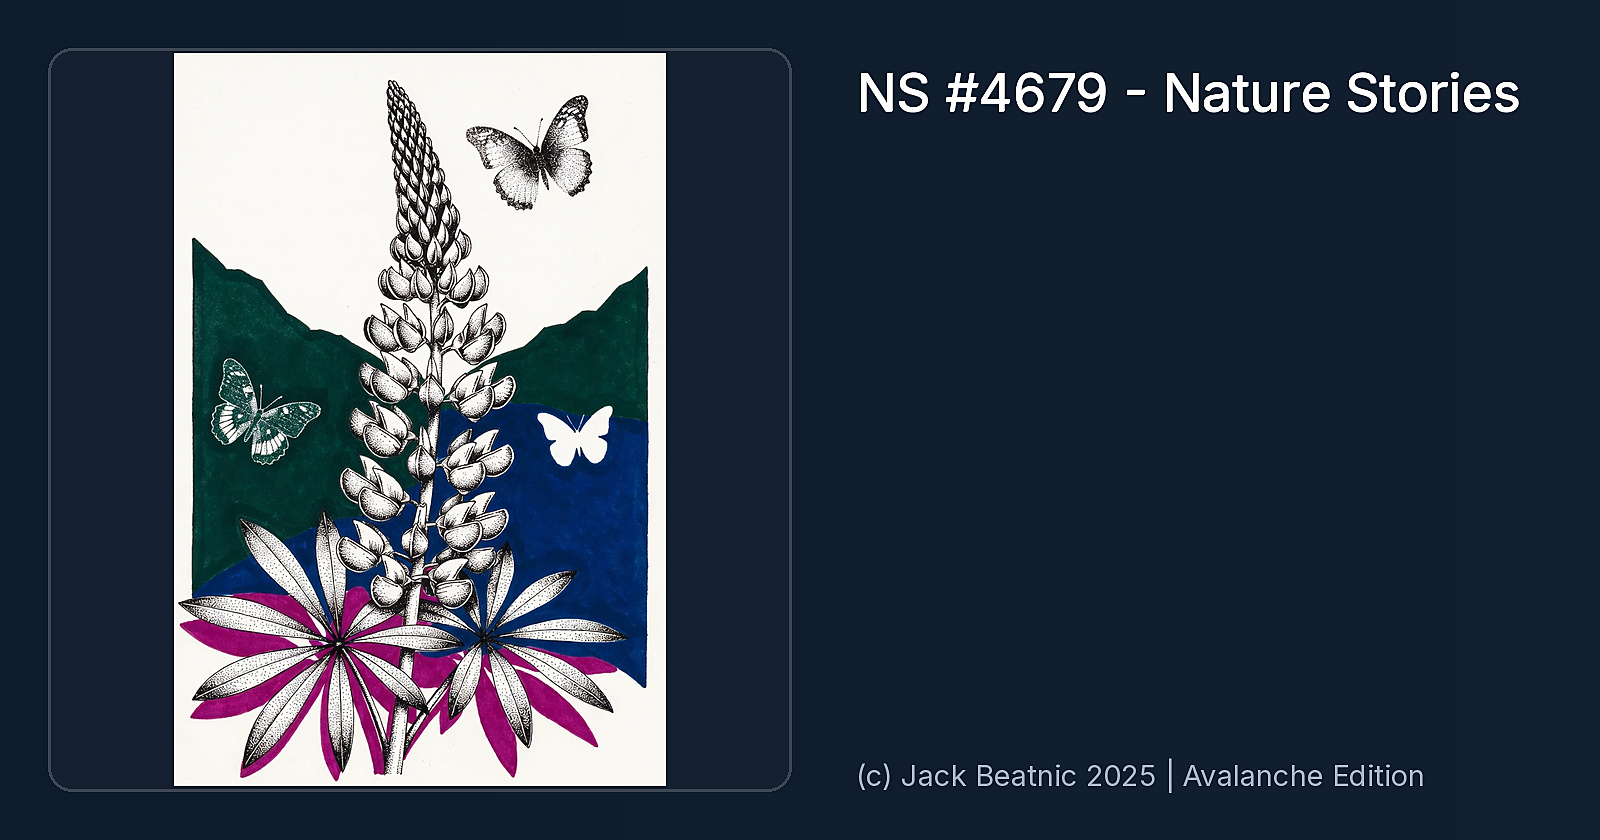 NS #4679 - Nature Stories
(c) Jack Beatnic 2025 | Avalanche Edition